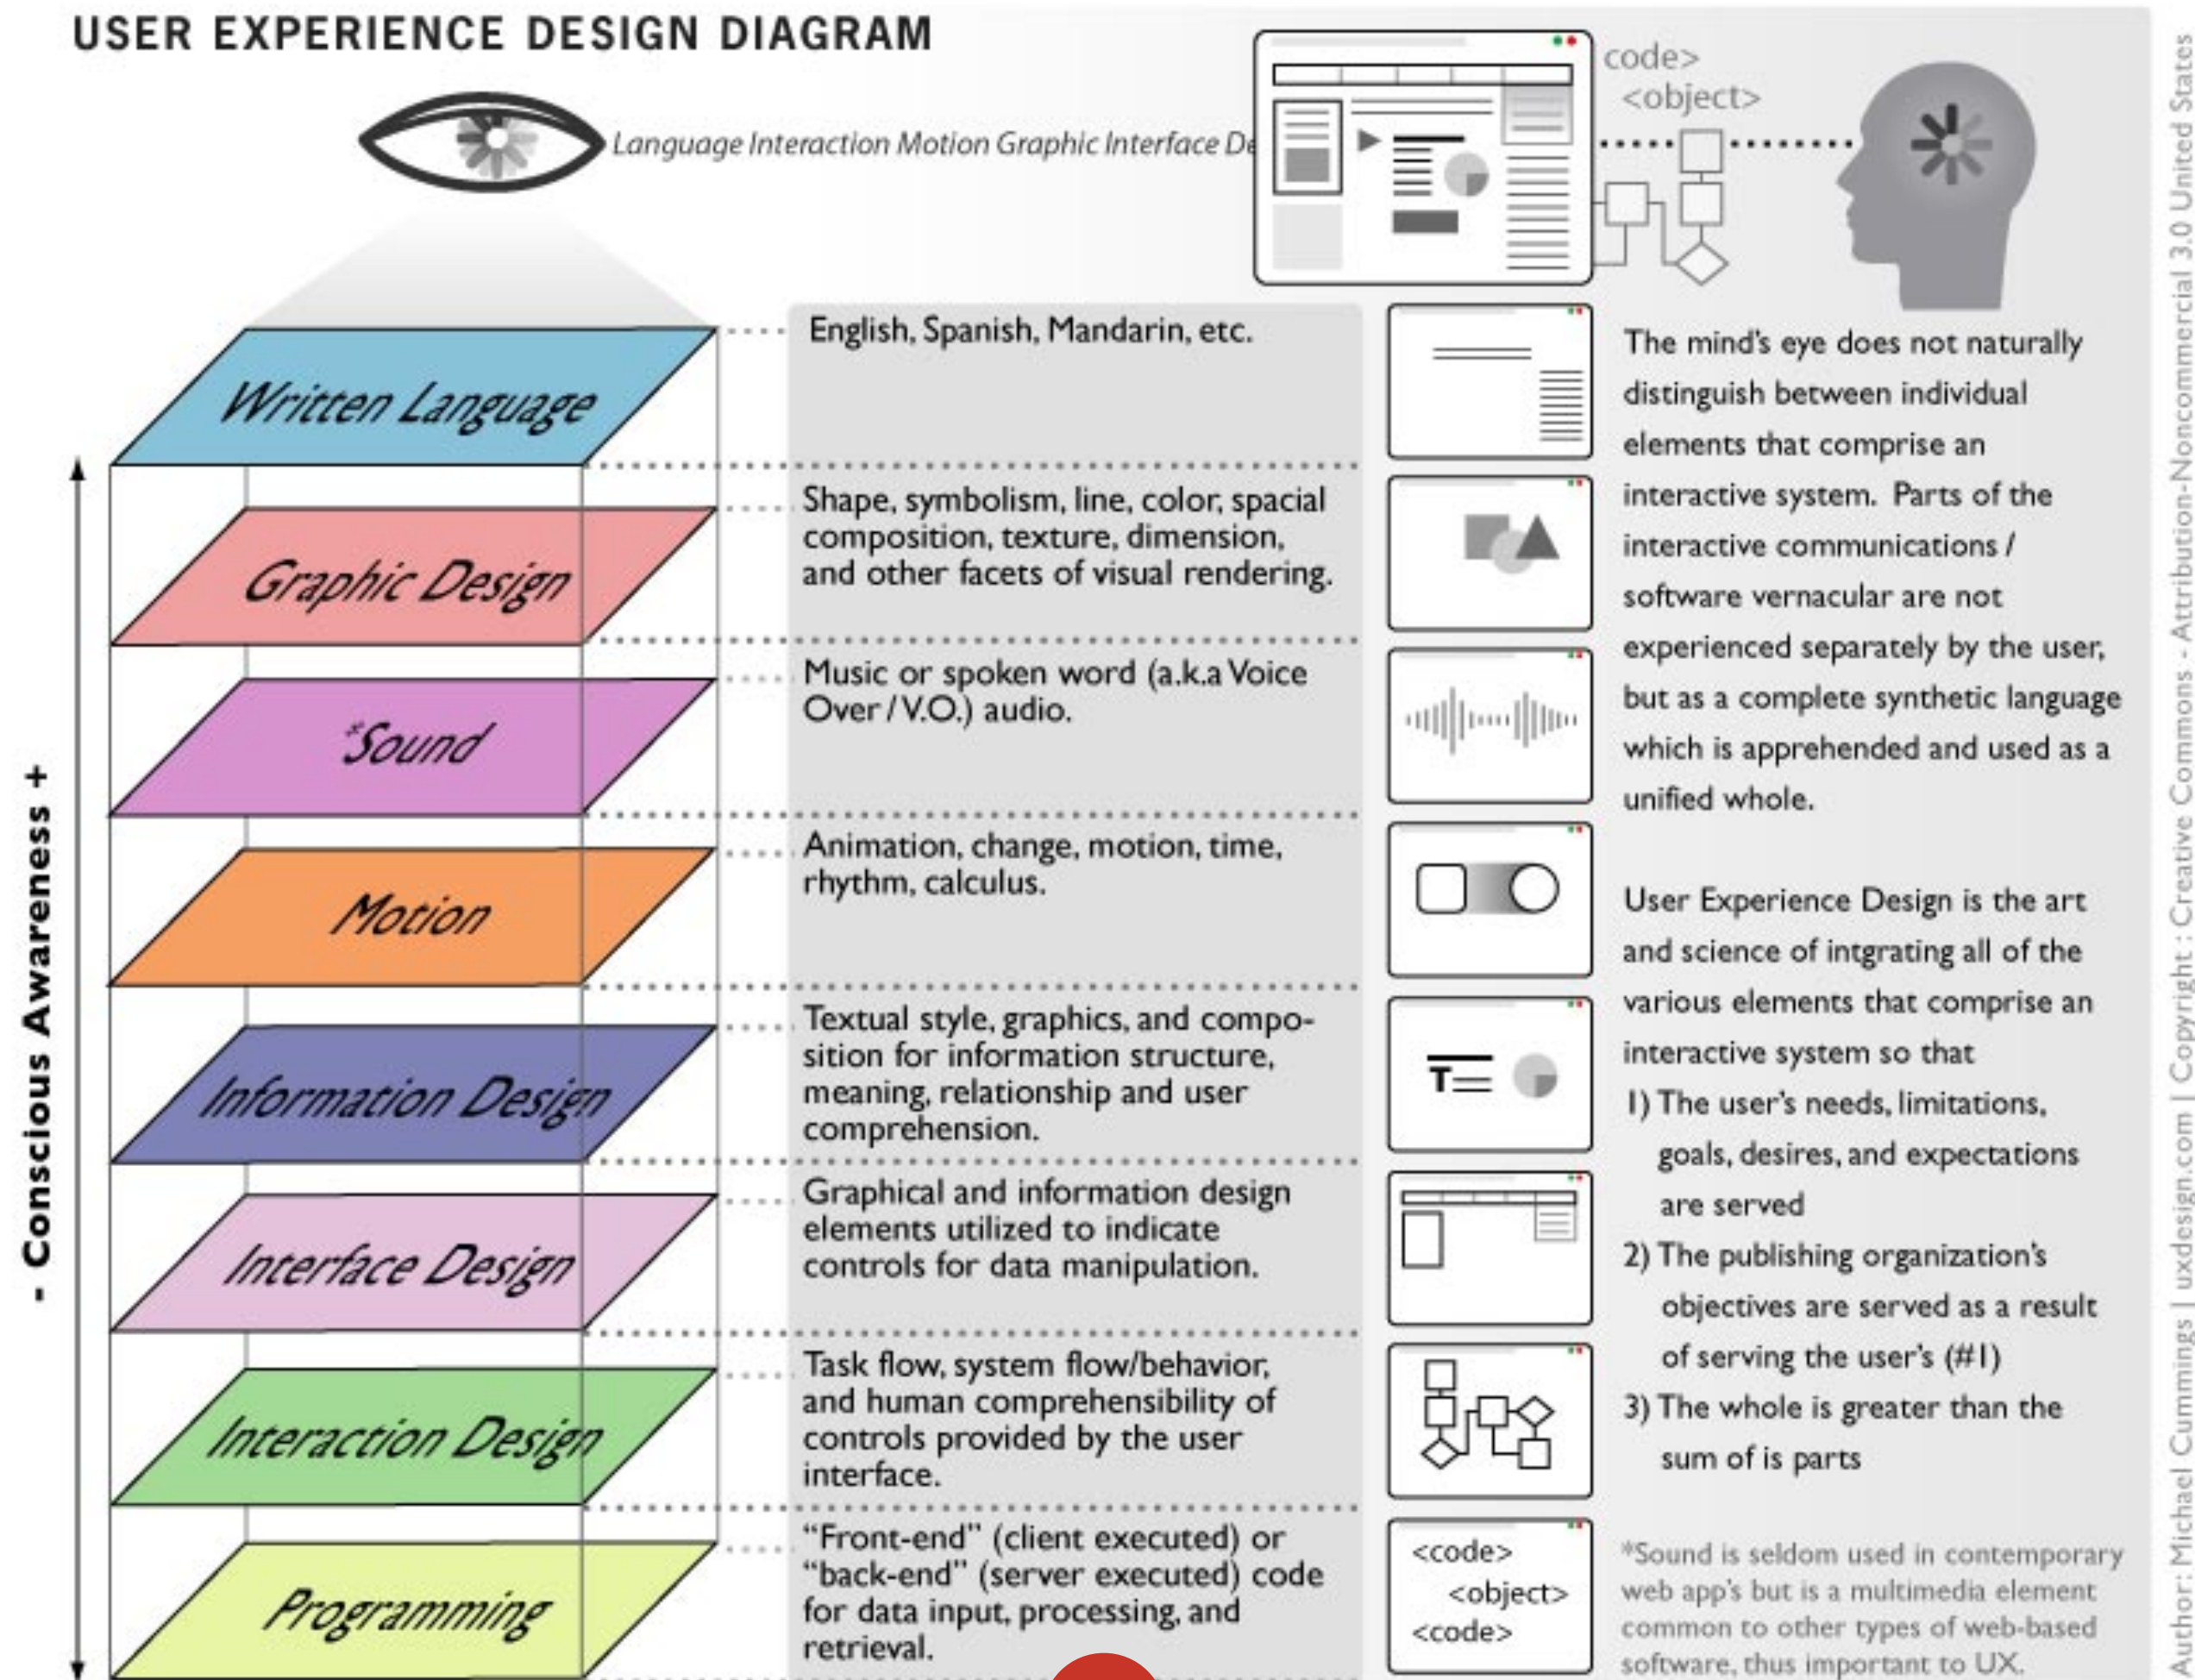 USER EXPERIENCE DESIGN DIAGRAM
Language Interaction Motion Graphic Interface De
code>
<object>
- Conscious Awareness +
Written Language
English, Spanish, Mandarin, etc.
Graphic Design
Shape, symbolism, line, color, spacial
composition, texture, dimension,
and other facets of visual rendering.
*Sound
Music or spoken word (a.k.a Voice
Over / V.O.) audio.
Motion
Animation, change, motion, time,
rhythm, calculus.
Information Design
Textual style, graphics, and compo-
sition for information structure,
meaning, relationship and user
comprehension.
T
Interface Design
Graphical and information design
elements utilized to indicate
controls for data manipulation.
Interaction Design
Task flow, system flow/behavior,
and human comprehensibility of
controls provided by the user
interface.
Programming
“Front-end” (client executed) or
“back-end” (server executed) code
for data input, processing, and
retrieval.
<code>
<object>
<code>
The mind's eye does not naturally
distinguish between individual
elements that comprise an
interactive system. Parts of the
interactive communications /
software vernacular are not
experienced separately by the user,
but as a complete synthetic language
which is apprehended and used as a
unified whole.
User Experience Design is the art
and science of intgrating all of the
various elements that comprise an
interactive system so that
1) The user's needs, limitations,
goals, desires, and expectations
are served
2) The publishing organization's
objectives are served as a result
of serving the user's (#1)
3) The whole is greater than the
sum of is parts
*Sound is seldom used in contemporary
web app's but is a multimedia element
common to other types of web-based
software, thus important to UX.
Author: Michael Cummings | uxdesign.com | Copyright : Creative Commons - Attribution-Noncommercial 3.0 United States